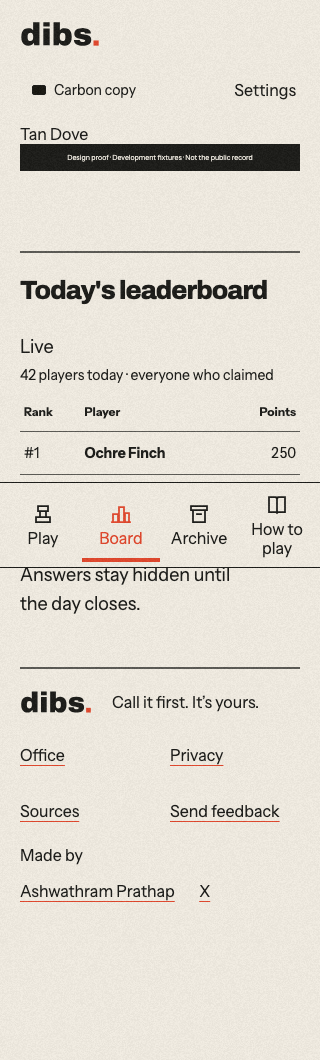 dibs.
Carbon copy
Settings
Tan Dove
Design proof · Development fixtures · Not the public record
Today's leaderboard
Live
42 players today · everyone who claimed
Rank Player Points
#1 Ochre Finch 250
Play
Board
Archive
How to
play
Answers stay hidden until
the day closes.
dibs. Call it first. It’s yours.
Office Privacy
Sources Send feedback
Made by
Ashwathram Prathap X